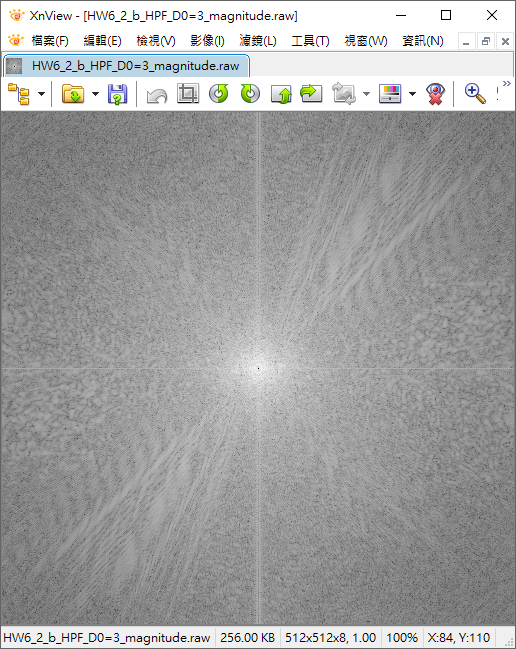 XnView - [HW6_2_b_HPF_D0=3_magnitude.raw]
檔案(F) 編輯(E) 檢視(V) 影像(I) 濾鏡(L) 工具(T) 視窗(W) 資訊(N)
HW6_2_b_HPF_D0=3_magnitude.raw
HW6_2_b_HPF_D0=3_magnitude.raw 256.00 KB 512x512x8, 1.00 100% X:84, Y:110